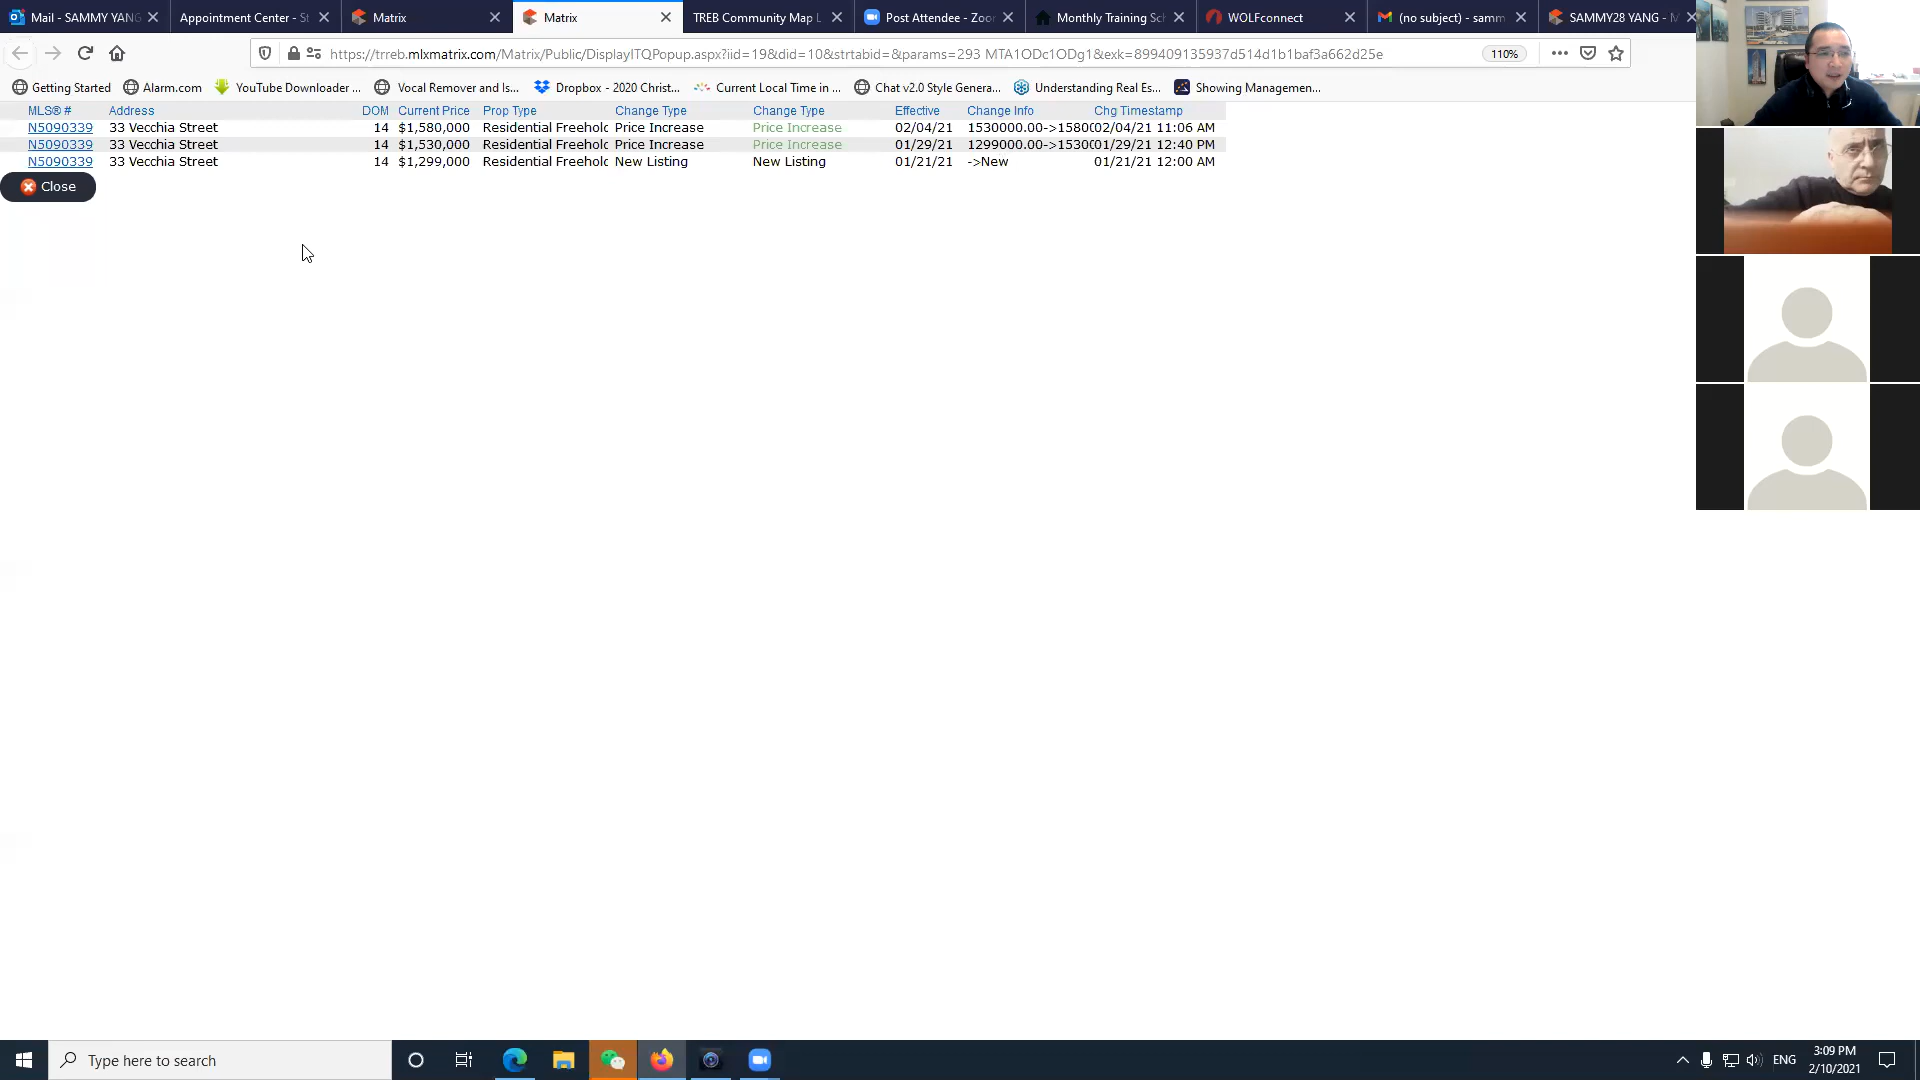 Mail - SAMMY YANG
Appointment Center - S
Matrix
Matrix
TREB Community Map L
Post Attendee - Zoo
Monthly Training Sc
WOLFconnect
(no subject) - samm
SAMMY28 YANG - M
https://trreb.mlxmatrix.com/Matrix/Public/DisplayITQPopup.aspx?iid=19&did=10&strtabid=&params=293 MTA1ODc1ODg1&exk=899409135937d514d1b1baf3a662d25e
110%
Getting Started
Alarm.com
YouTube Downloader ...
Vocal Remover and Is...
Dropbox - 2020 Christ...
Current Local Time in ...
Chat v2.0 Style Genera...
Understanding Real Es...
Showing Managemen...
MLS® # Address DOM Current Price Prop Type Change Type Change Type Effective Change Info Chg Timestamp
N5090339 33 Vecchia Street 14 $1,580,000 Residential Freehold Price Increase Price Increase 02/04/21 1530000.00->1580 02/04/21 11:06 AM
N5090339 33 Vecchia Street 14 $1,530,000 Residential Freehold Price Increase Price Increase 01/29/21 1299000.00->1530 01/29/21 12:40 PM
N5090339 33 Vecchia Street 14 $1,299,000 Residential Freehold New Listing New Listing 01/21/21 ->New 01/21/21 12:00 AM
Close
Type here to search
ENG
3:09 PM
2/10/2021